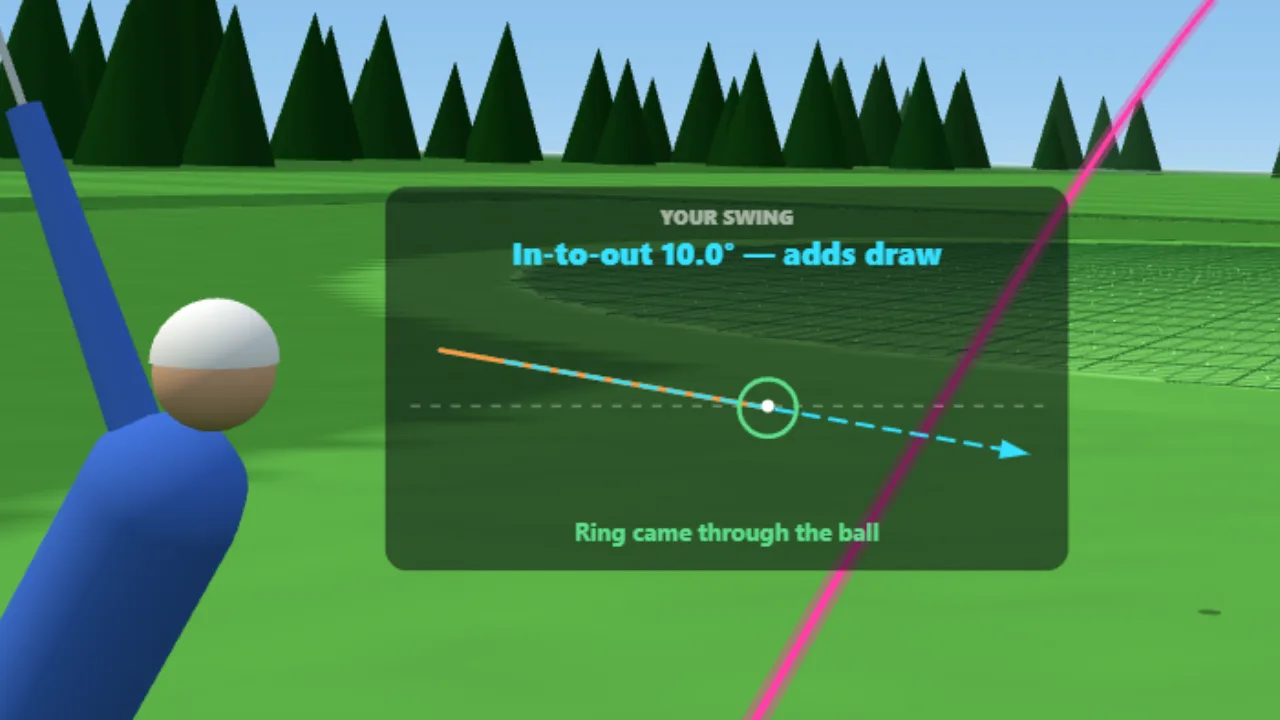 YOUR SWING
In-to-out 10.0° — adds draw
Ring came through the ball